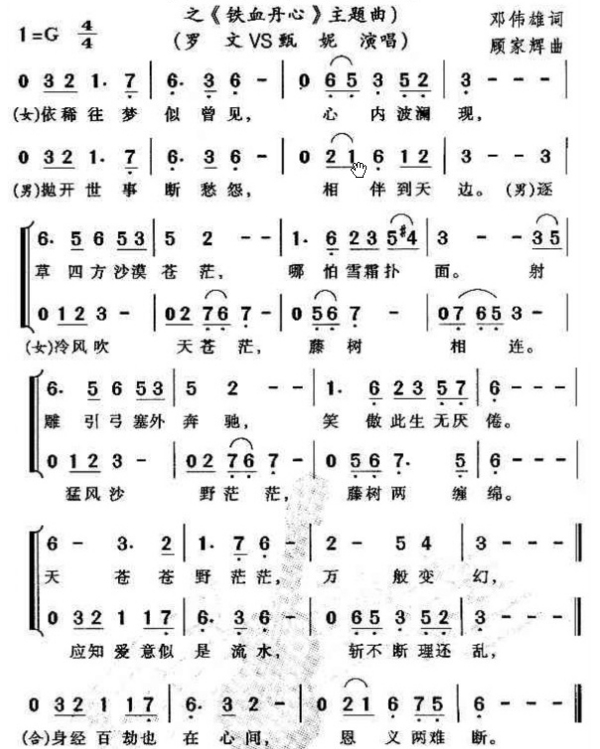 之《铁血丹心》主题曲)
1=G 4/4
(罗 文 VS 甄 妮 演唱)
邓伟雄词
顾家辉曲
0 3 2 1. 7 | 6. 3 6 - | 0 6 5 3 5 2 | 3 - - - |
(女)依稀往梦 似曾见, 心 内波澜 现,
0 3 2 1. 7 | 6. 3 6 - | 0 2 1 6 1 2 | 3 - - 3 |
(男)抛开世事 断愁怨, 相 伴到天 边。 (男)逐
6. 5 6 5 3 | 5 2 - - | 1. 6 2 3 5 #4 | 3 - - 3 5 |
草 四方沙漠 苍茫, 哪 怕雪霜扑 面。 射
0 1 2 3 - | 0 2 7 6 7 - | 0 5 6 7 - | 0 7 6 5 3 - |
(女)冷风吹 天苍茫, 藤树 相 连。
6. 5 6 5 3 | 5 2 - - | 1. 6 2 3 5 7 | 6 - - - |
雕 引弓塞外 奔驰, 笑 傲此生无厌 倦。
0 1 2 3 - | 0 2 7 6 7 - | 0 5 6 7. 5 | 6 - - - |
猛风沙 野茫茫, 藤树两 缠 绵。
6 - 3. 2 | 1. 7 6 - | 2 - 5 4 | 3 - - - ‖
天 苍苍 野茫茫, 万 般变 幻,
0 3 2 1 1 7 | 6. 3 6 - | 0 6 5 3 5 2 | 3 - - - ‖
应知爱意似 是流水, 斩不断理还 乱,
0 3 2 1 1 7 | 6. 3 2 - | 0 2 1 6 7 5 | 6 - - - ‖
(合)身经百劫也 在心间, 恩 义两难 断。